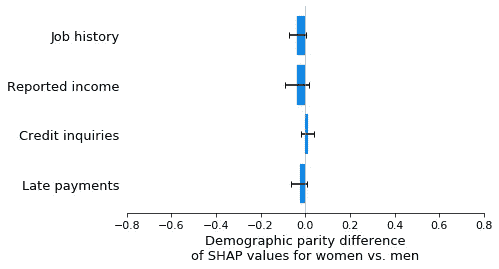 Job history
Reported income
Credit inquiries
Late payments
−0.8 −0.6 −0.4 −0.2 0.0 0.2 0.4 0.6 0.8
Demographic parity difference
of SHAP values for women vs. men